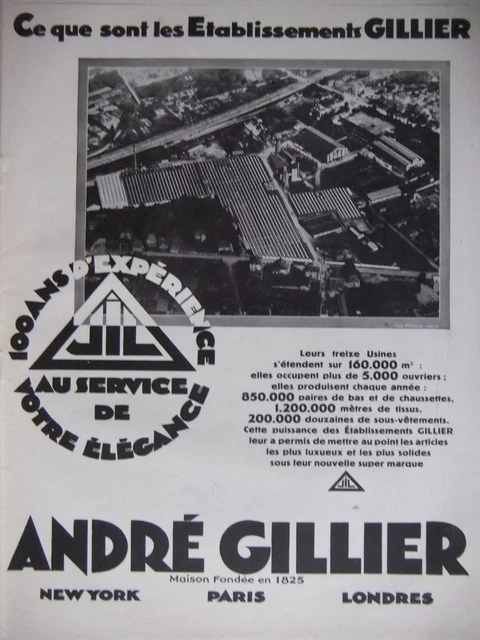 Ce que sont les Etablissements GILLIER
100 ANS D'EXPÉRIENCE
JIL
AU SERVICE
DE
VOTRE ÉLÉGANCE
Leurs treize Usines
s'étendent sur 160.000 m² :
elles occupent plus de 5.000 ouvriers ;
elles produisent chaque année :
850.000 paires de bas et de chaussettes,
1.200.000 mètres de tissus,
200.000 douzaines de sous-vêtements.
Cette puissance des Établissements GILLIER
leur a permis de mettre au point les articles
les plus luxueux et les plus solides
sous leur nouvelle super marque
JIL
ANDRÉ GILLIER
Maison Fondée en 1825
NEW YORK PARIS LONDRES